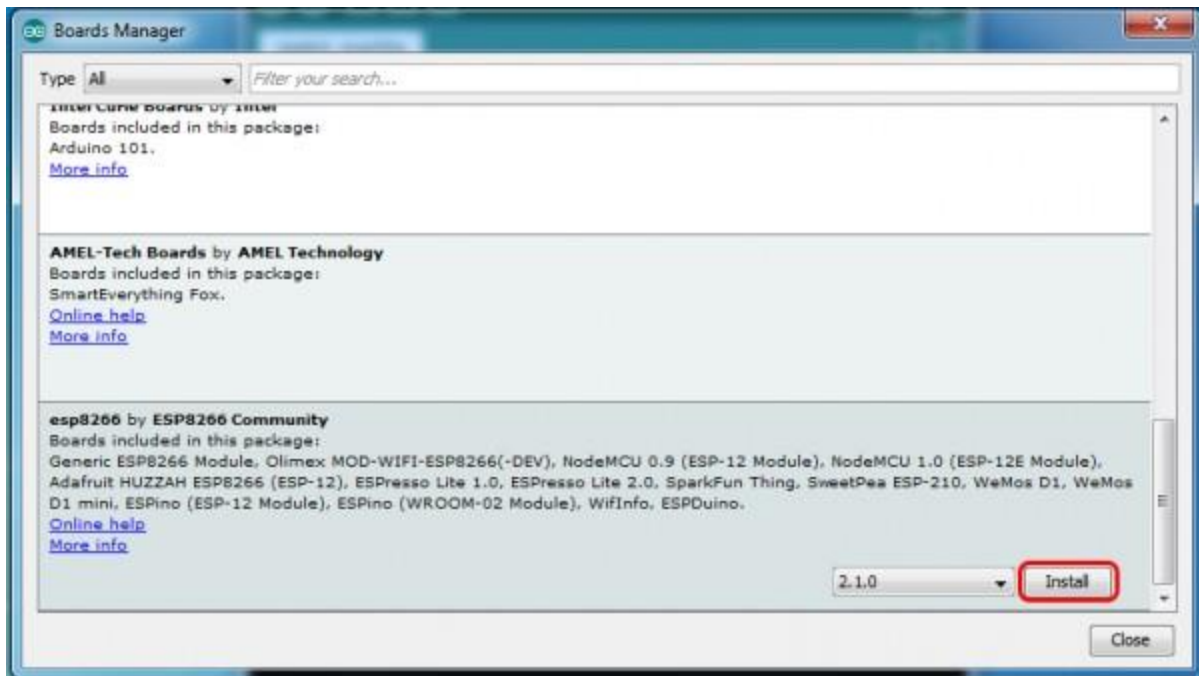 Boards Manager
Type All Filter your search...
Intel Curie Boards by Intel
Boards included in this package:
Arduino 101.
More info
AMEL-Tech Boards by AMEL Technology
Boards included in this package:
SmartEverything Fox.
Online help
More info
esp8266 by ESP8266 Community
Boards included in this package:
Generic ESP8266 Module, Olimex MOD-WIFI-ESP8266(-DEV), NodeMCU 0.9 (ESP-12 Module), NodeMCU 1.0 (ESP-12E Module),
Adafruit HUZZAH ESP8266 (ESP-12), ESPresso Lite 1.0, ESPresso Lite 2.0, SparkFun Thing, SweetPea ESP-210, WeMos D1, WeMos
D1 mini, ESPino (ESP-12 Module), ESPino (WROOM-02 Module), WifInfo, ESPDuino.
Online help
More info
2.1.0 Install
Close